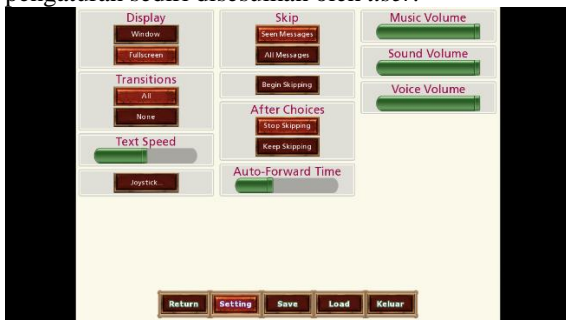 Display
Window
Fullscreen
Transitions
All
None
Text Speed
Joystick...
Skip
Seen Messages
All Messages
Begin Skipping
After Choices
Stop Skipping
Keep Skipping
Auto-Forward Time
Music Volume
Sound Volume
Voice Volume
Return Setting Save Load Keluar